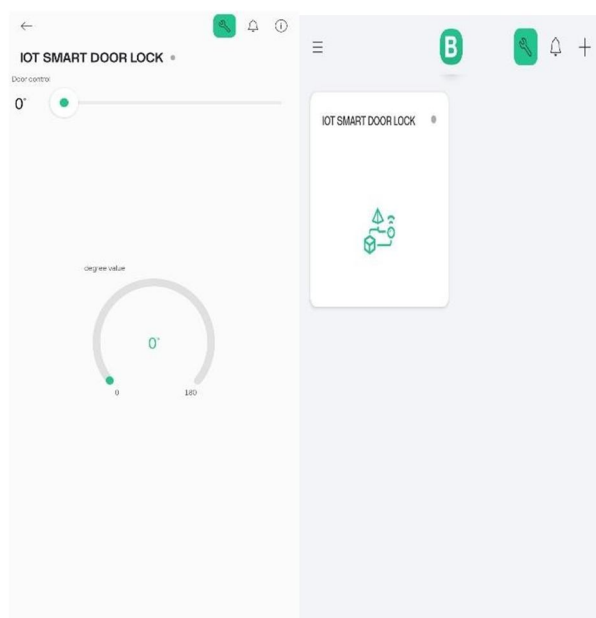 IOT SMART DOOR LOCK
Door control
0°
degree value
0°
0 180
B
IOT SMART DOOR LOCK